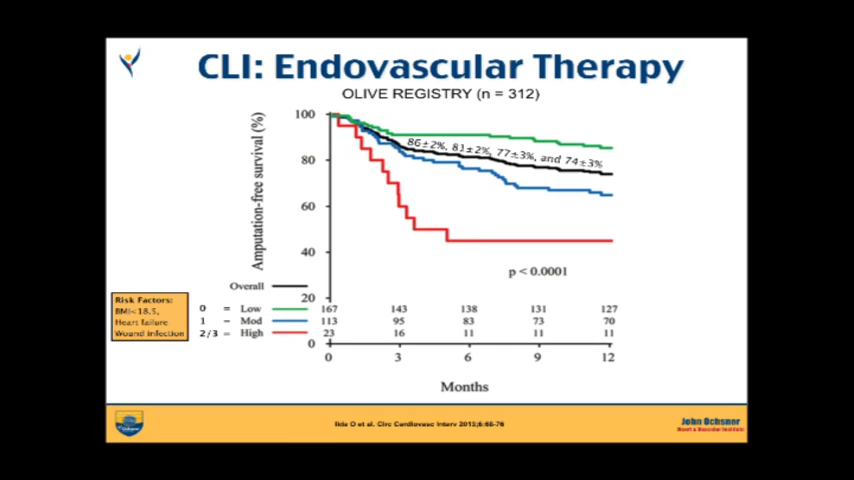 CLI: Endovascular Therapy
OLIVE REGISTRY (n = 312)
Amputation-free survival (%)
100
80
60
40
20
0
86±2%, 81±2%, 77±3%, and 74±3%
p < 0.0001
Overall
Risk Factors:
BMI<18.5,
Heart failure
Wound infection
0 = Low 167 143 138 131 127
1 = Mod 113 95 83 73 70
2/3 = High 23 16 11 11 11
0 3 6 9 12
Months
Iida O et al. Circ Cardiovasc Interv 2013;6:68-76
Ochsner
John Ochsner
Heart & Vascular Institute